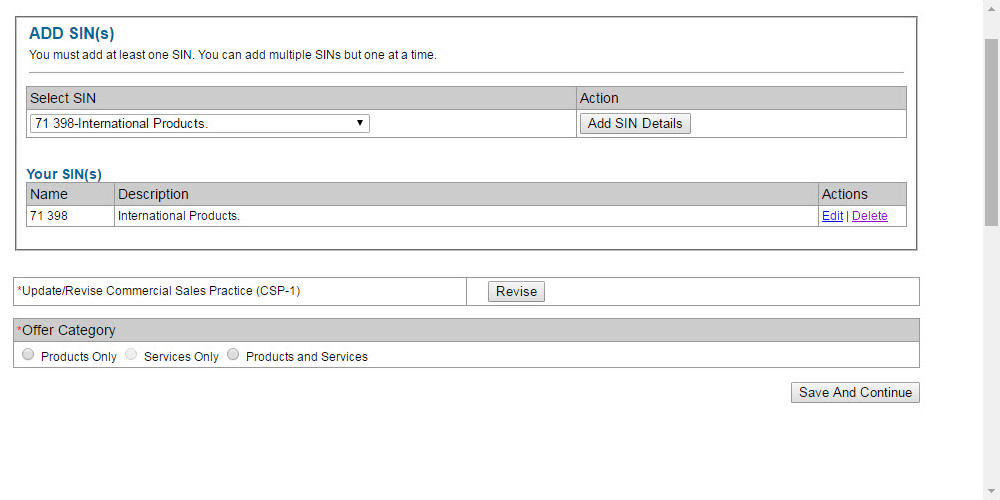 ADD SIN(s)
You must add at least one SIN. You can add multiple SINs but one at a time.
Select SIN Action
71 398-International Products. Add SIN Details
Your SIN(s)
Name Description Actions
71 398 International Products. Edit | Delete
*Update/Revise Commercial Sales Practice (CSP-1) Revise
*Offer Category
Products Only Services Only Products and Services
Save And Continue